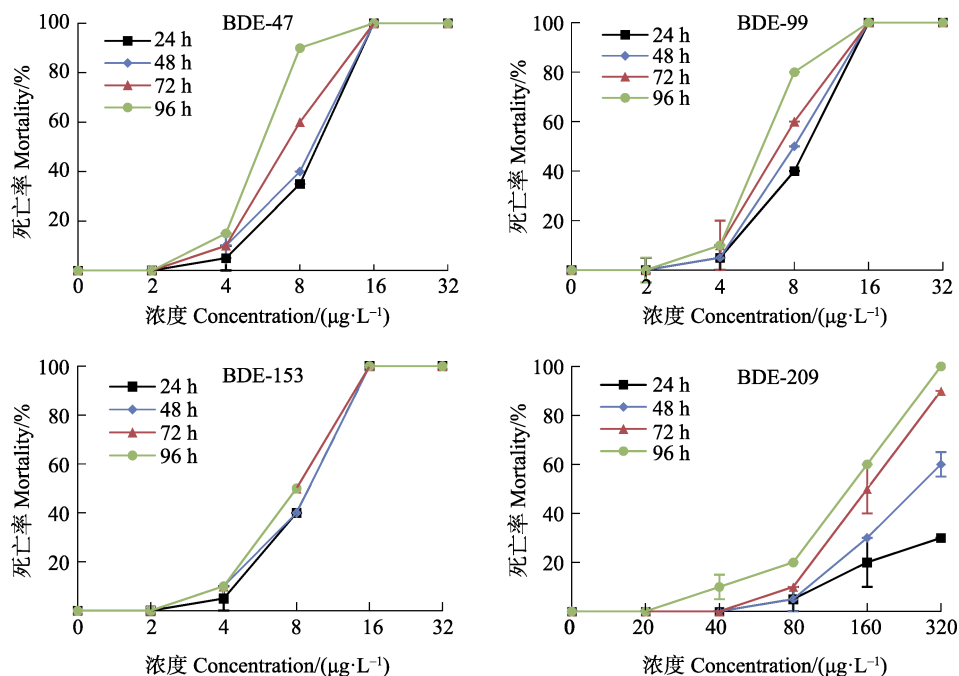 BDE-47
100
80
60
40
20
24 h
48 h
72 h
96 h
死亡率 Mortality/%
0 2 4 8 16 32
浓度 Concentration/(μg·L⁻¹)
BDE-99
100
80
60
40
20
24 h
48 h
72 h
96 h
死亡率 Mortality/%
0 2 4 8 16 32
浓度 Concentration/(μg·L⁻¹)
BDE-153
100
80
60
40
20
24 h
48 h
72 h
96 h
死亡率 Mortality/%
0 2 4 8 16 32
浓度 Concentration/(μg·L⁻¹)
BDE-209
100
80
60
40
20
24 h
48 h
72 h
96 h
死亡率 Mortality/%
0 20 40 80 160 320
浓度 Concentration/(μg·L⁻¹)